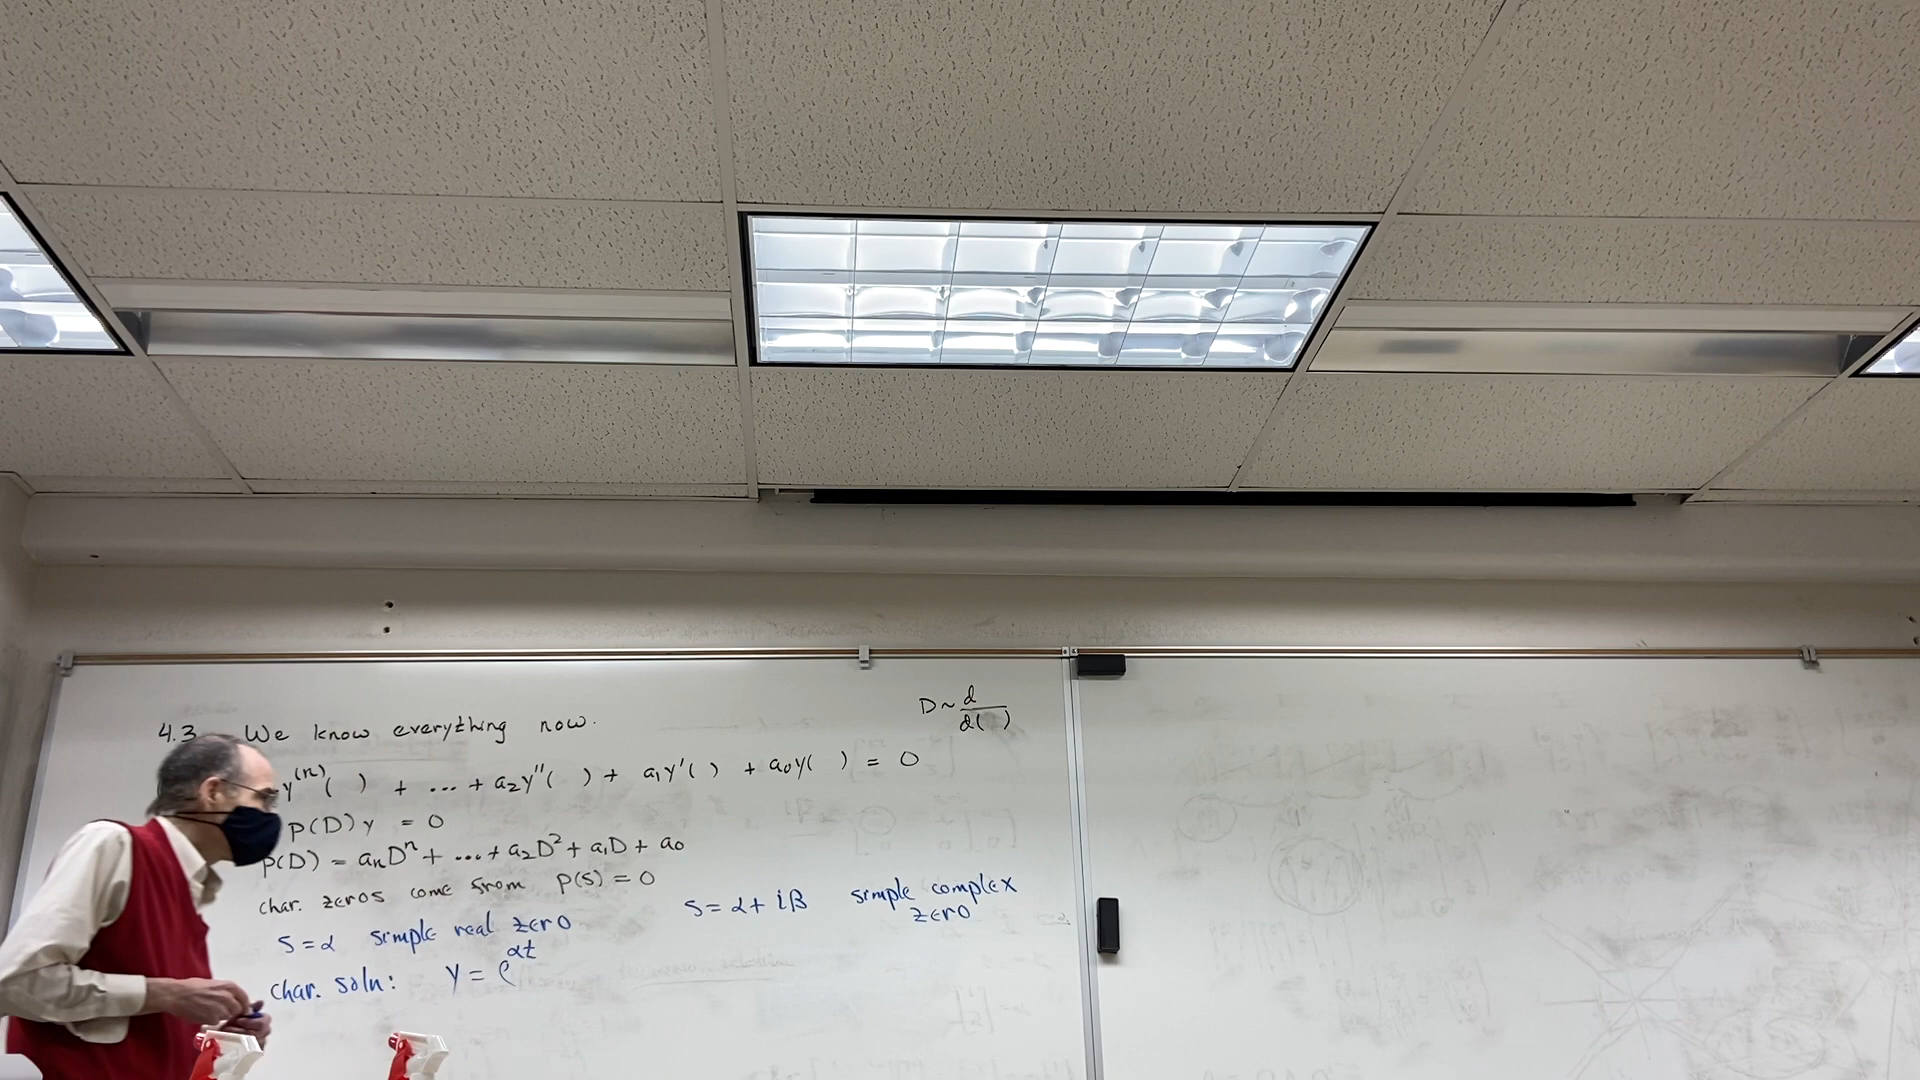 4.3 We know everything now.
D ~ d/d( )
y⁽ⁿ⁾( ) + ... + a₂y''( ) + a₁y'( ) + a₀y( ) = 0
P(D)y = 0
P(D) = aₙDⁿ + ... + a₂D² + a₁D + a₀
char. zeros come from P(s) = 0
s = α simple real zero
char. soln: y = e^αt
s = α + iβ simple complex
zero